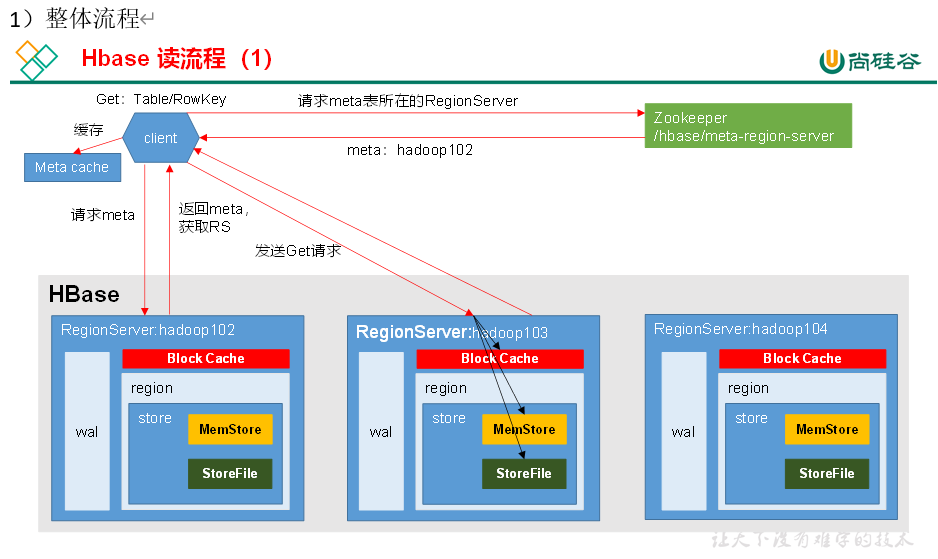 1）整体流程
Hbase 读流程（1）
尚硅谷
Get：Table/RowKey
请求meta表所在的RegionServer
缓存
client
Zookeeper
/hbase/meta-region-server
meta：hadoop102
Meta cache
请求meta
返回meta，
获取RS
发送Get请求
HBase
RegionServer:hadoop102
Block Cache
wal
region
store
MemStore
StoreFile
RegionServer:hadoop103
Block Cache
wal
region
store
MemStore
StoreFile
RegionServer:hadoop104
Block Cache
wal
region
store
MemStore
StoreFile
让天下没有难学的技术